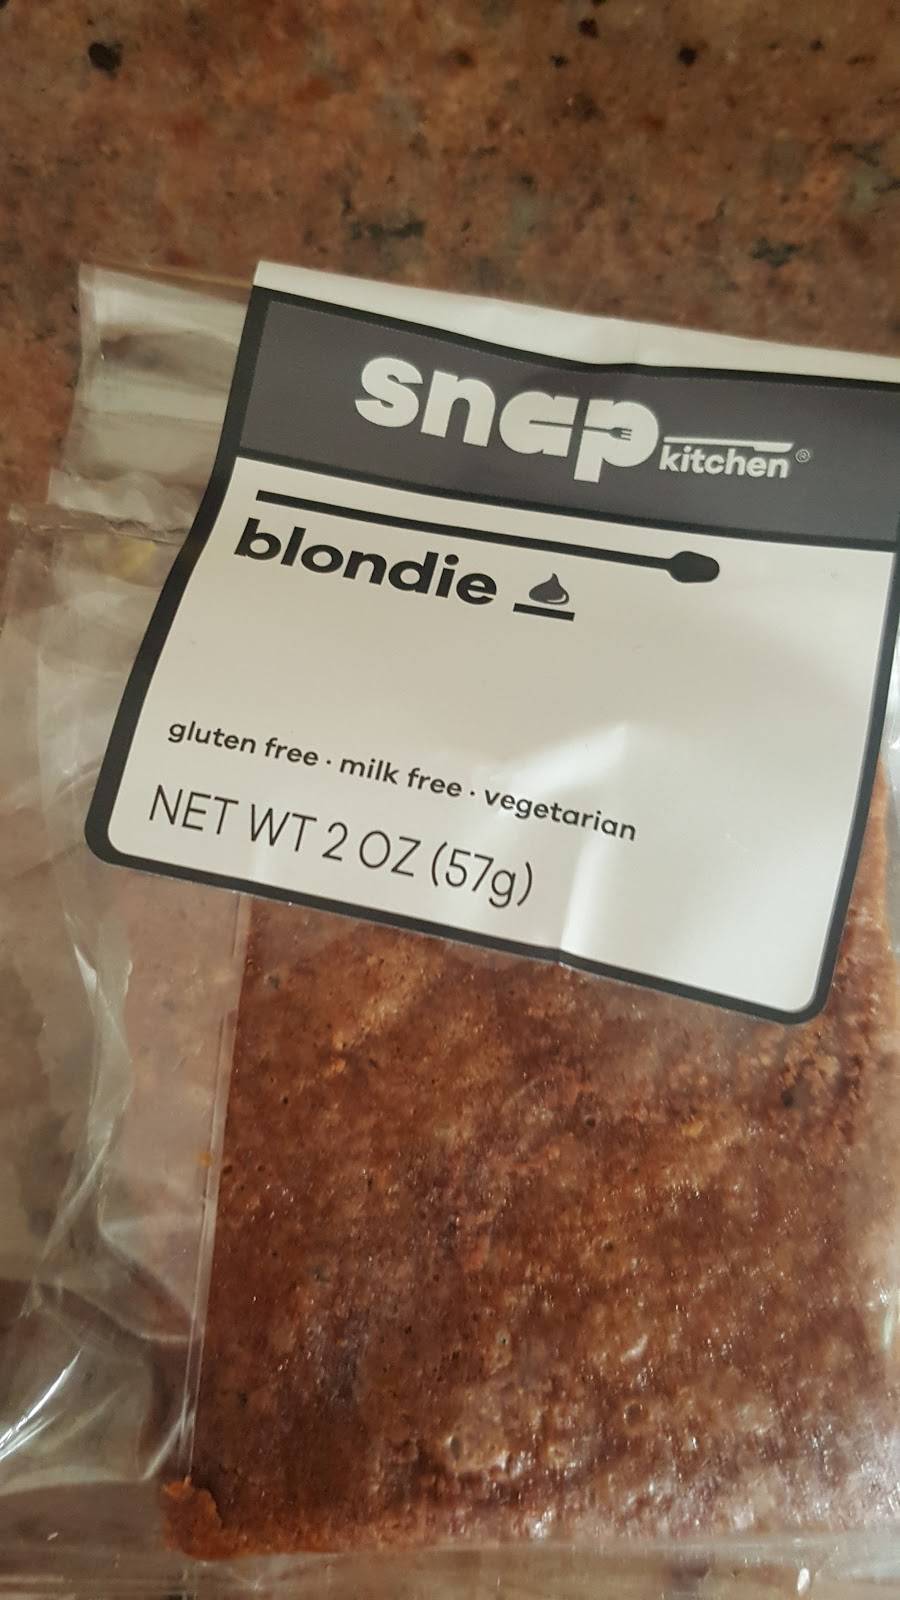 snap kitchen®
blondie
gluten free · milk free · vegetarian
NET WT 2 OZ (57g)